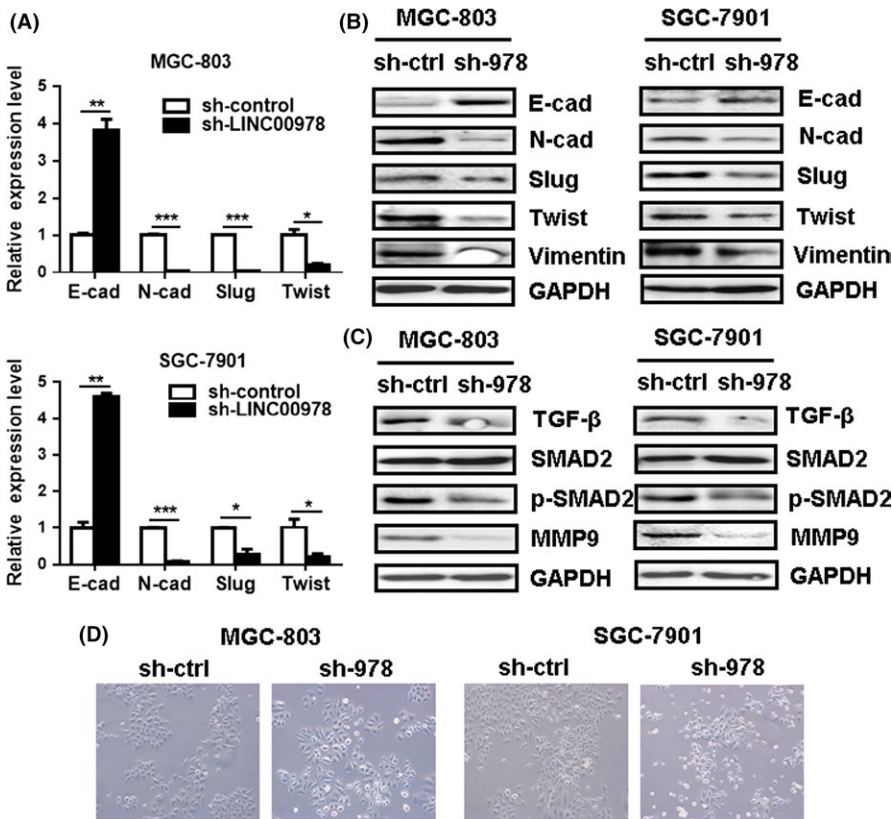 (A)
MGC-803
Relative expression level
5
4
3
2
1
0
sh-control
sh-LINC00978
**
***
***
*
E-cad N-cad Slug Twist
SGC-7901
Relative expression level
5
4
3
2
1
0
sh-control
sh-LINC00978
**
***
*
*
E-cad N-cad Slug Twist
(B)
MGC-803
sh-ctrl sh-978
E-cad
N-cad
Slug
Twist
Vimentin
GAPDH
SGC-7901
sh-ctrl sh-978
E-cad
N-cad
Slug
Twist
Vimentin
GAPDH
(C)
MGC-803
sh-ctrl sh-978
TGF-β
SMAD2
p-SMAD2
MMP9
GAPDH
SGC-7901
sh-ctrl sh-978
TGF-β
SMAD2
p-SMAD2
MMP9
GAPDH
(D)
MGC-803
sh-ctrl sh-978
SGC-7901
sh-ctrl sh-978